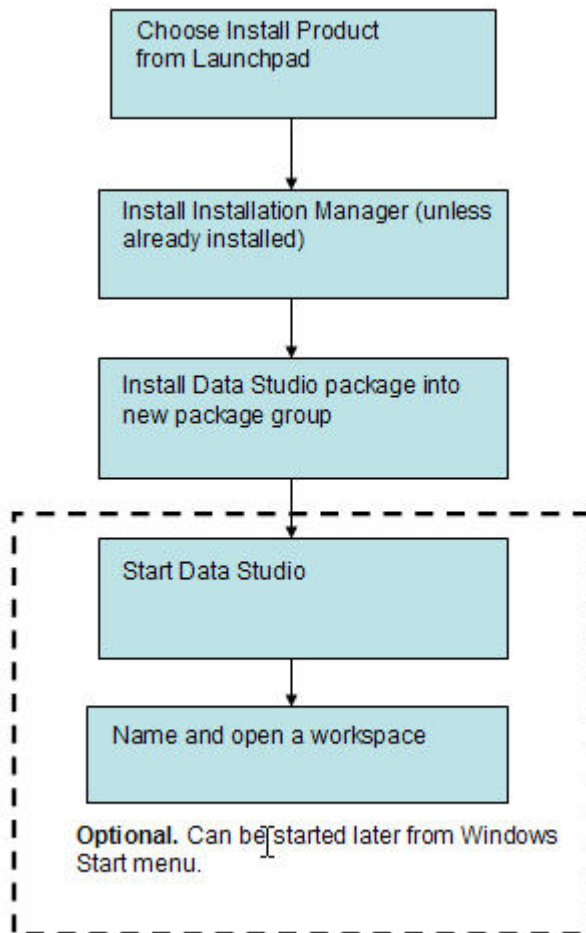 Choose Install Product
from Launchpad
Install Installation Manager (unless
already installed)
Install Data Studio package into
new package group
Start Data Studio
Name and open a workspace
Optional. Can be started later from Windows
Start menu.